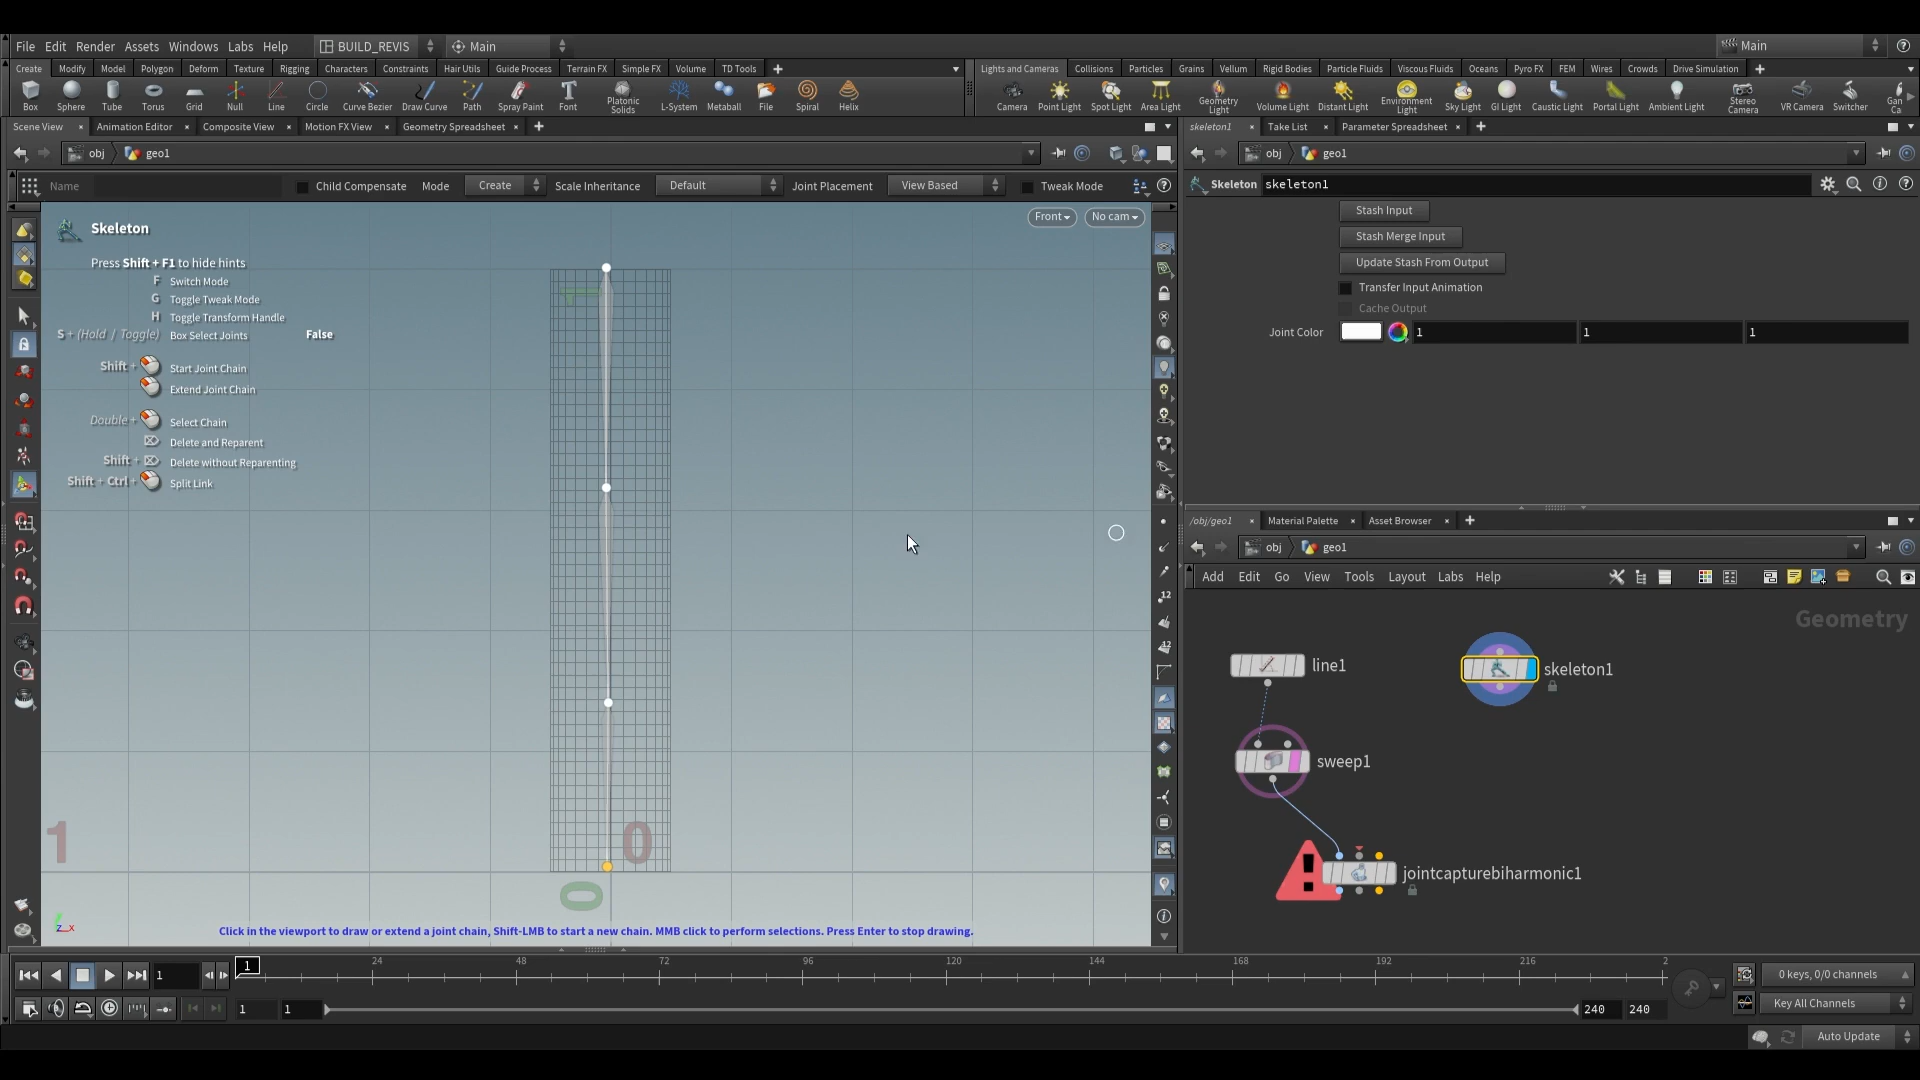 File Edit Render Assets Windows Labs Help BUILD_REVIS Main Main
Create Modify Model Polygon Deform Texture Rigging Characters Constraints Hair Utils Guide Process Terrain FX Simple FX Volume TD Tools Lights and Cameras Collisions Particles Grains Vellum Rigid Bodies Particle Fluids Viscous Fluids Oceans Pyro FX FEM Wires Crowds Drive Simulation
Box Sphere Tube Torus Grid Null Line Circle Curve Bezier Draw Curve Path Spray Paint Font Platonic Solids L-System Metaball File Spiral Helix Camera Point Light Spot Light Area Light Geometry Light Volume Light Distant Light Environment Light Sky Light GI Light Caustic Light Portal Light Ambient Light Stereo Camera VR Camera Switcher Gan Ca
Scene View Animation Editor Composite View Motion FX View Geometry Spreadsheet skeleton1 Take List Parameter Spreadsheet
obj geo1 obj geo1
Name Child Compensate Mode Create Scale Inheritance Default Joint Placement View Based Tweak Mode
Skeleton skeleton1
Stash Input
Stash Merge Input
Update Stash From Output
Transfer Input Animation
Cache Output
Joint Color 1 1 1
Skeleton Front No cam
Press Shift + F1 to hide hints
F Switch Mode
G Toggle Tweak Mode
H Toggle Transform Handle
S + (Hold / Toggle) Box Select Joints False
Shift + Start Joint Chain
Extend Joint Chain
Double + Select Chain
Delete and Reparent
Shift + Delete without Reparenting
Shift + Ctrl + Split Link
1
0
0
1
z x
12
12
Click in the viewport to draw or extend a joint chain, Shift-LMB to start a new chain. MMB click to perform selections. Press Enter to stop drawing.
/obj/geo1 Material Palette Asset Browser
obj geo1
Add Edit Go View Tools Layout Labs Help
Geometry
line1
skeleton1
sweep1
jointcapturebiharmonic1
1 1 24 48 72 96 120 144 168 192 216 2 0 keys, 0/0 channels
1 1 240 240 Key All Channels
Auto Update